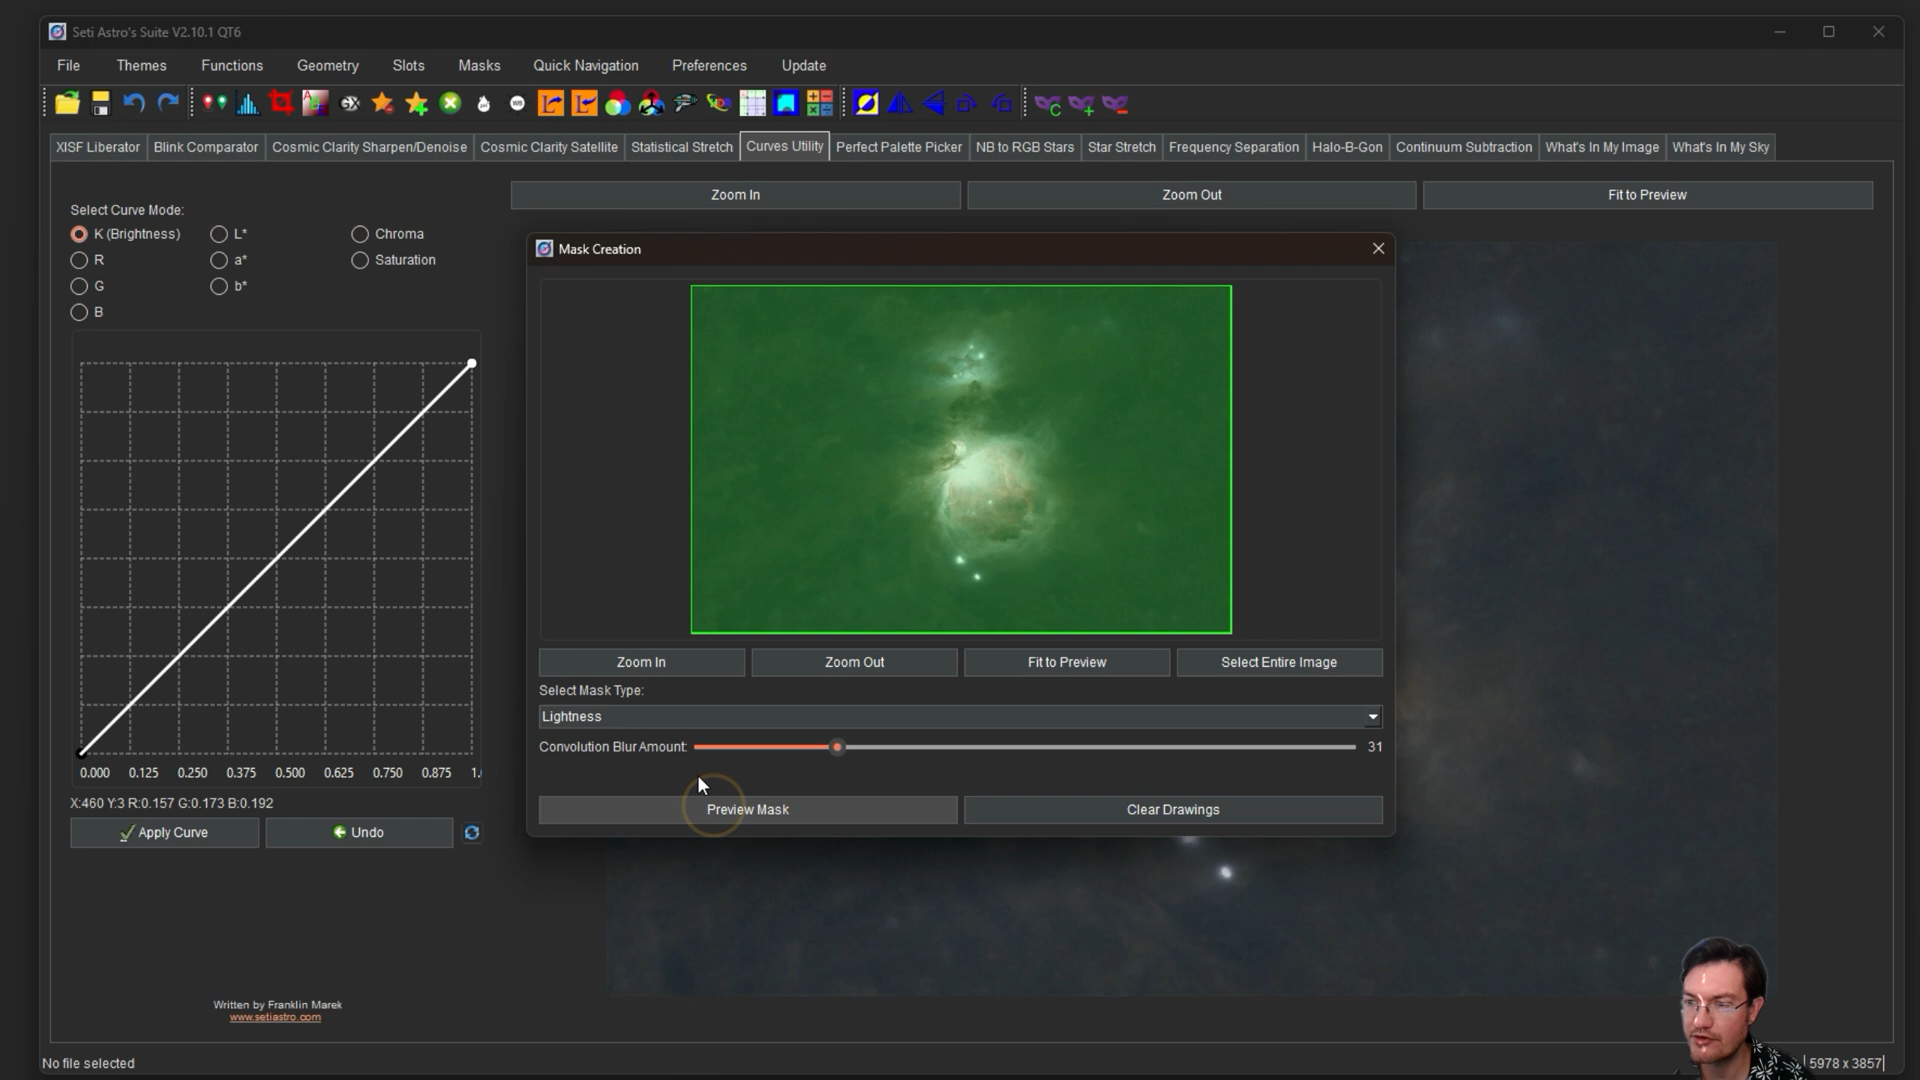 Seti Astro's Suite V2.10.1 QT6
File Themes Functions Geometry Slots Masks Quick Navigation Preferences Update
XISF Liberator Blink Comparator Cosmic Clarity Sharpen/Denoise Cosmic Clarity Satellite Statistical Stretch Curves Utility Perfect Palette Picker NB to RGB Stars Star Stretch Frequency Separation Halo-B-Gon Continuum Subtraction What's In My Image What's In My Sky
Zoom In Zoom Out Fit to Preview
Select Curve Mode:
K (Brightness) L* Chroma
R a* Saturation
G b*
B
Mask Creation
Zoom In Zoom Out Fit to Preview Select Entire Image
Select Mask Type:
Lightness
Convolution Blur Amount: 31
Preview Mask Clear Drawings
0.000 0.125 0.250 0.375 0.500 0.625 0.750 0.875 1.
X:460 Y:3 R:0.157 G:0.173 B:0.192
Apply Curve Undo
Written by Franklin Marek
www.setiastro.com
No file selected
5978 x 3857